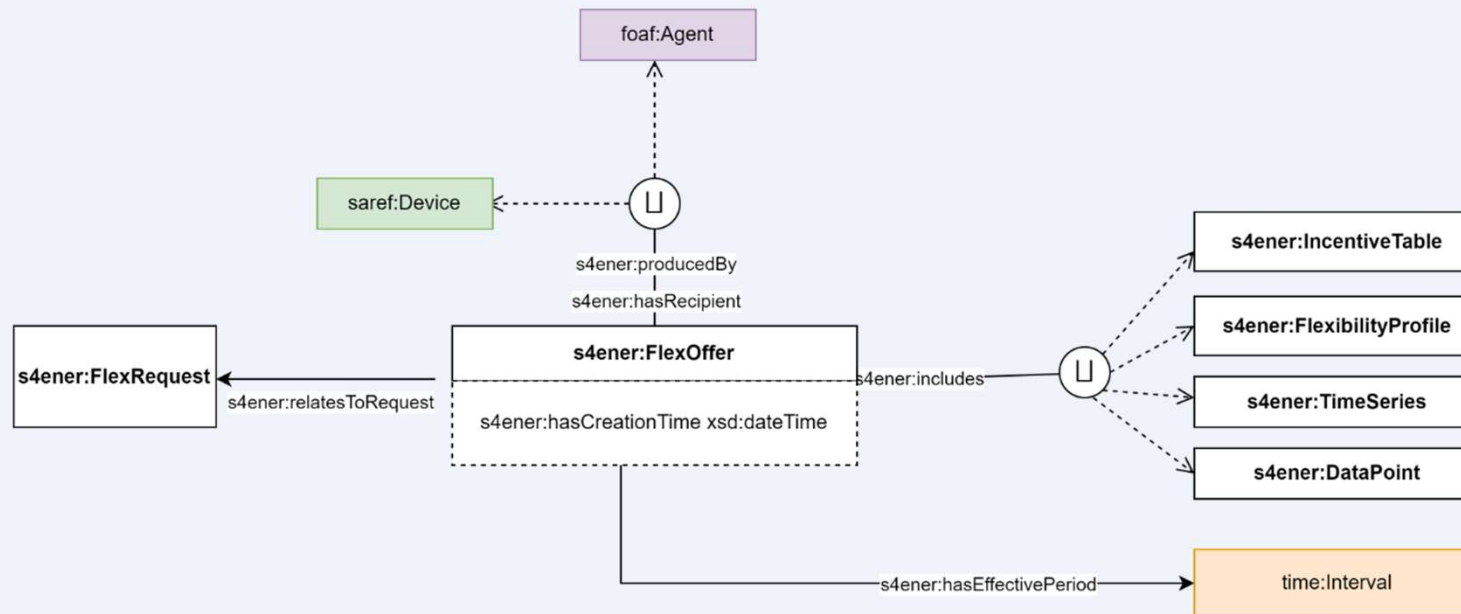 foaf:Agent
saref:Device
⊔
s4ener:producedBy
s4ener:hasRecipient
s4ener:IncentiveTable
s4ener:FlexibilityProfile
s4ener:FlexRequest
s4ener:relatesToRequest
s4ener:FlexOffer
s4ener:hasCreationTime xsd:dateTime
s4ener:includes
⊔
s4ener:TimeSeries
s4ener:DataPoint
s4ener:hasEffectivePeriod
time:Interval